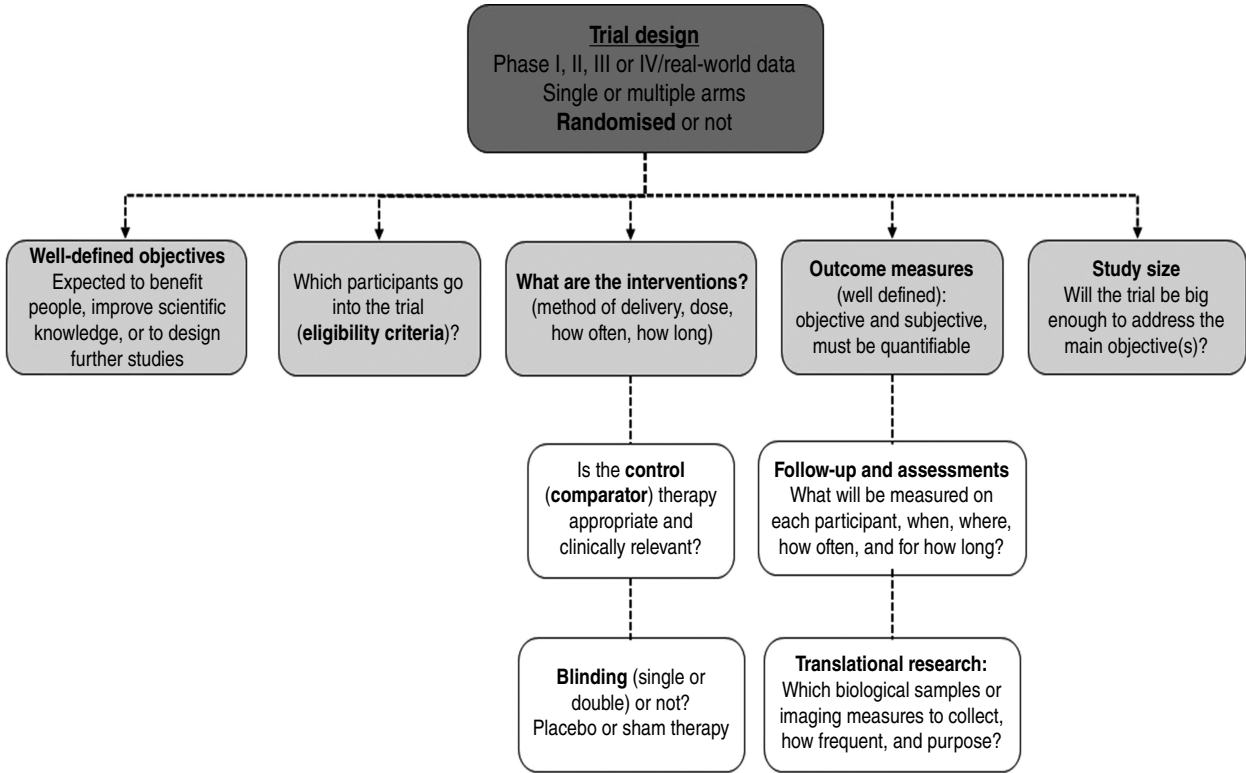 Trial design
Phase I, II, III or IV/real-world data
Single or multiple arms
Randomised or not
Well-defined objectives
Expected to benefit
people, improve scientific
knowledge, or to design
further studies
Which participants go
into the trial
(eligibility criteria)?
What are the interventions?
(method of delivery, dose,
how often, how long)
Outcome measures
(well defined):
objective and subjective,
must be quantifiable
Study size
Will the trial be big
enough to address the
main objective(s)?
Is the control
(comparator) therapy
appropriate and
clinically relevant?
Follow-up and assessments
What will be measured on
each participant, when, where,
how often, and for how long?
Blinding (single or
double) or not?
Placebo or sham therapy
Translational research:
Which biological samples or
imaging measures to collect,
how frequent, and purpose?